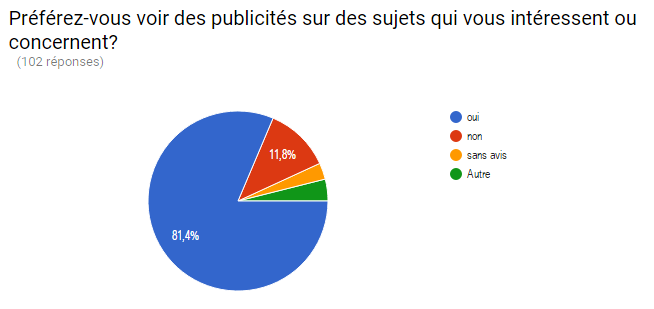 Préférez-vous voir des publicités sur des sujets qui vous intéressent ou
concernent?
(102 réponses)
oui
non
sans avis
Autre
11,8%
81,4%